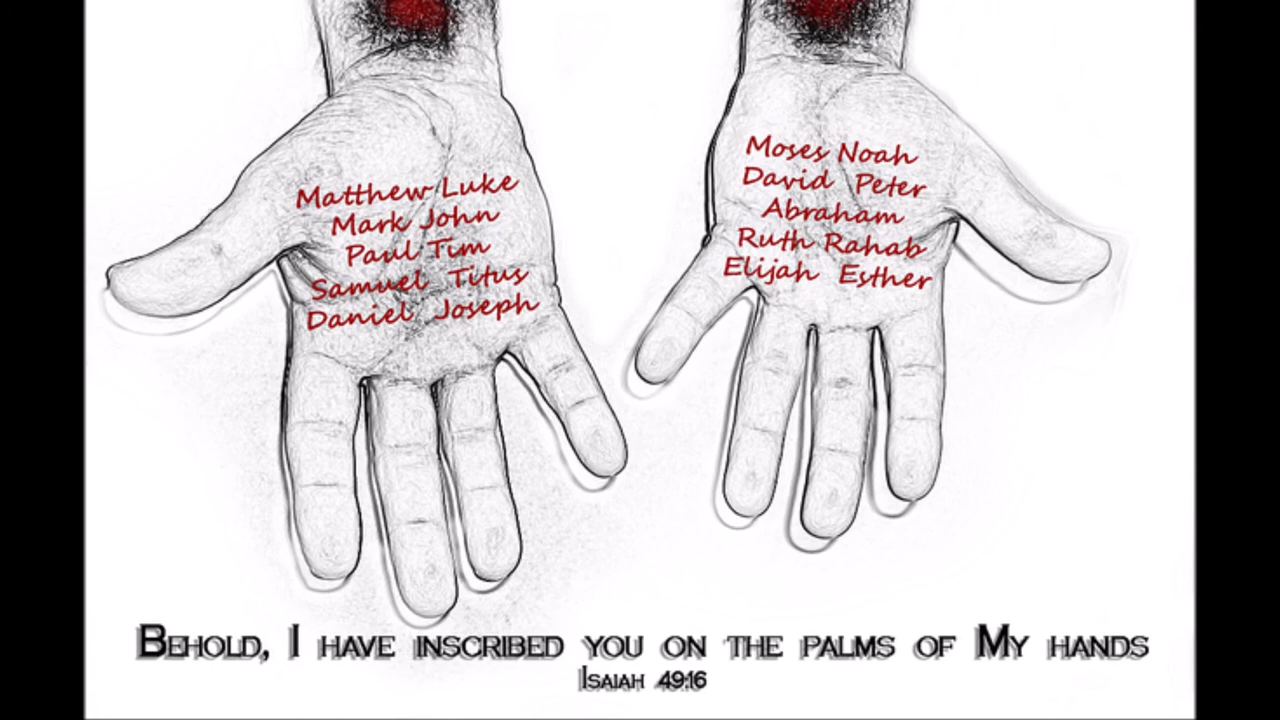 Matthew Luke
Mark John
Paul Tim
Samuel Titus
Daniel Joseph
Moses Noah
David Peter
Abraham
Ruth Rahab
Elijah Esther
Behold, I have inscribed you on the palms of My hands
Isaiah 49:16